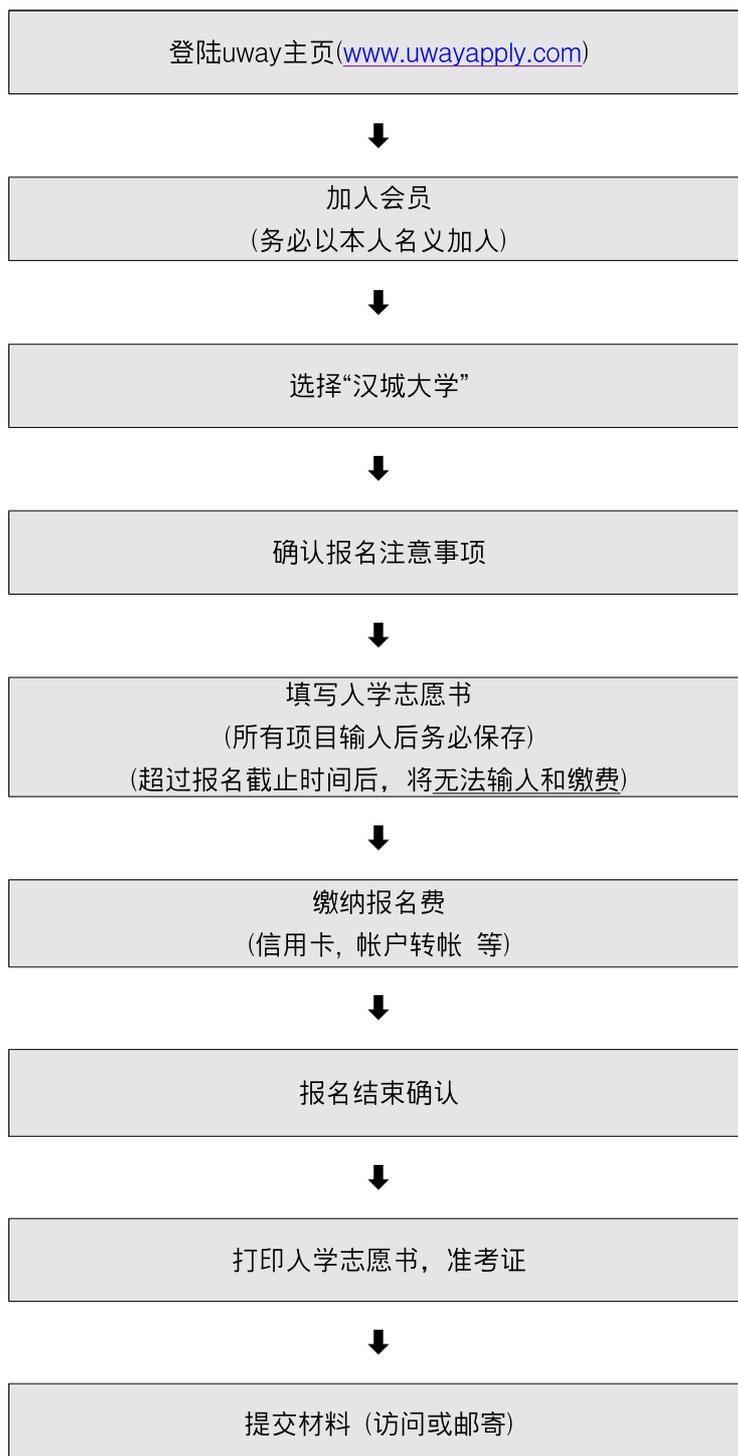 登陆uway主页(www.uwayapply.com)
加入会员
(务必以本人名义加入)
选择“汉城大学”
确认报名注意事项
填写入学志愿书
(所有项目输入后务必保存)
(超过报名截止时间后，将无法输入和缴费)
缴纳报名费
(信用卡, 帐户转帐 等)
报名结束确认
打印入学志愿书，准考证
提交材料 (访问或邮寄)